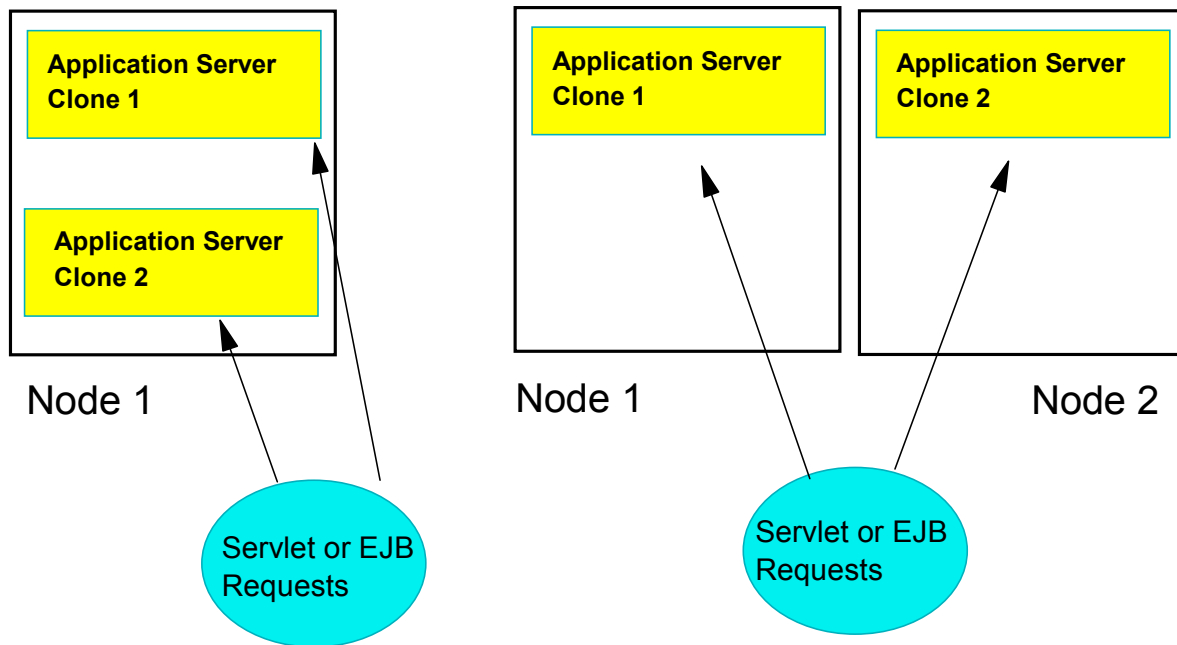 Application Server
Clone 1
Application Server
Clone 2
Node 1
Servlet or EJB
Requests
Application Server
Clone 1
Application Server
Clone 2
Node 1
Node 2
Servlet or EJB
Requests